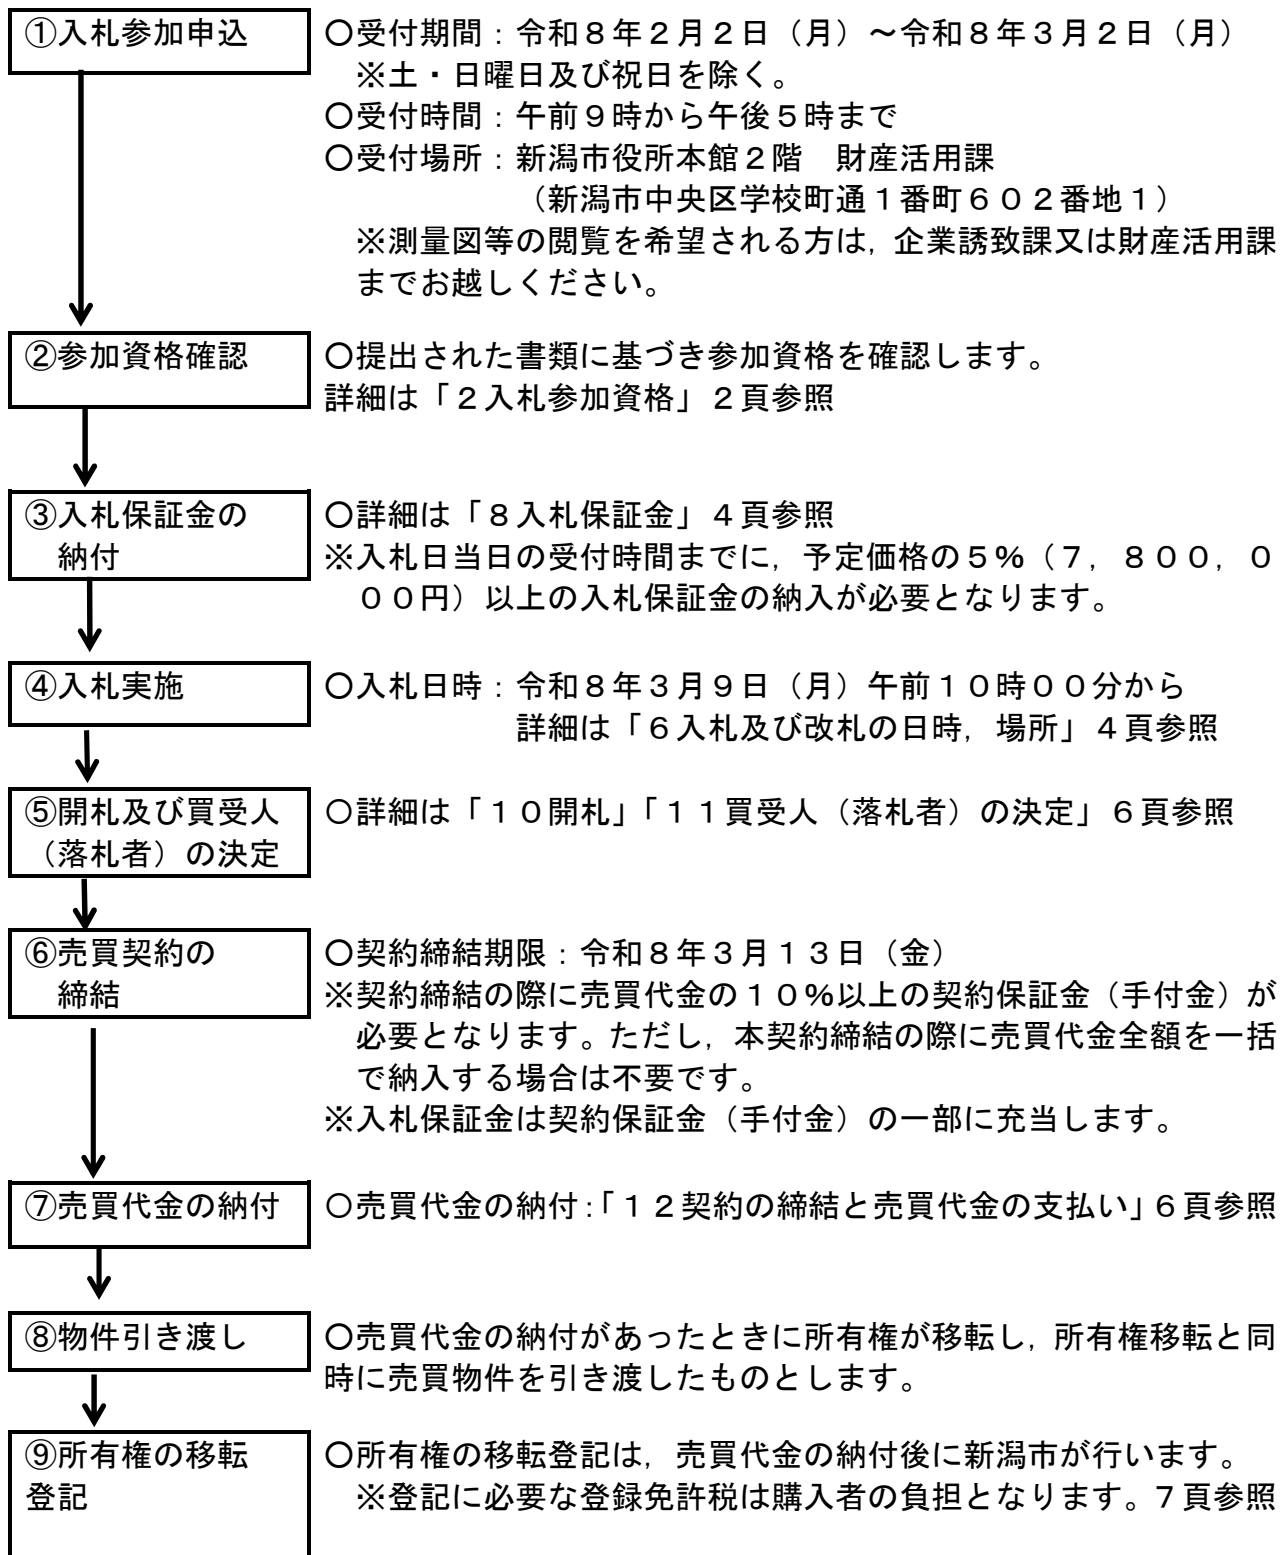 ①入札参加申込
〇受付期間：令和８年２月２日（月）～令和８年３月２日（月）
※土・日曜日及び祝日を除く。
〇受付時間：午前９時から午後５時まで
〇受付場所：新潟市役所本館２階　財産活用課
（新潟市中央区学校町通１番町６０２番地１）
※測量図等の閲覧を希望される方は，企業誘致課又は財産活用課
までお越しください。
②参加資格確認
〇提出された書類に基づき参加資格を確認します。
詳細は「２入札参加資格」２頁参照
③入札保証金の
納付
〇詳細は「８入札保証金」４頁参照
※入札日当日の受付時間までに，予定価格の５％（７，８００，０
００円）以上の入札保証金の納入が必要となります。
④入札実施
〇入札日時：令和８年３月９日（月）午前１０時００分から
詳細は「６入札及び改札の日時，場所」４頁参照
⑤開札及び買受人
（落札者）の決定
〇詳細は「１０開札」「１１買受人（落札者）の決定」６頁参照
⑥売買契約の
締結
〇契約締結期限：令和８年３月１３日（金）
※契約締結の際に売買代金の１０％以上の契約保証金（手付金）が
必要となります。ただし，本契約締結の際に売買代金全額を一括
で納入する場合は不要です。
※入札保証金は契約保証金（手付金）の一部に充当します。
⑦売買代金の納付
〇売買代金の納付：「１２契約の締結と売買代金の支払い」６頁参照
⑧物件引き渡し
〇売買代金の納付があったときに所有権が移転し，所有権移転と同
時に売買物件を引き渡したものとします。
⑨所有権の移転
登記
〇所有権の移転登記は，売買代金の納付後に新潟市が行います。
※登記に必要な登録免許税は購入者の負担となります。７頁参照